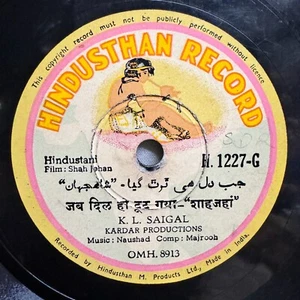 This copyright record must not be publicly performed without licence
HINDUSTHAN RECORD
Hindustani
Film: Shah Jehan
H. 1227-G
جب دل ہی ٹوٹ گیا-"شاہجہاں"
जब दिल ही टूट गया-"शाहजहां"
K. L. SAIGAL
KARDAR PRODUCTIONS
Music: Naushad Comp: Majrooh
OMH. 8913
Recorded by Hindusthan M. Products Ltd., Made in India.